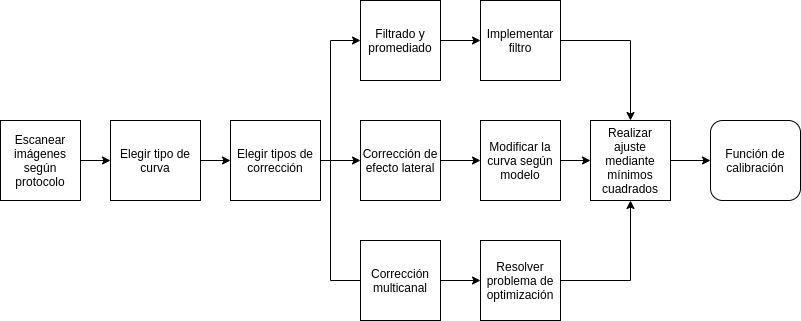 Filtrado y
promediado
Implementar
filtro
Escanear
imágenes
según
protocolo
Elegir tipo de
curva
Elegir tipos de
corrección
Corrección de
efecto lateral
Modificar la
curva según
modelo
Realizar
ajuste
mediante
mínimos
cuadrados
Función de
calibración
Corrección
multicanal
Resolver
problema de
optimización